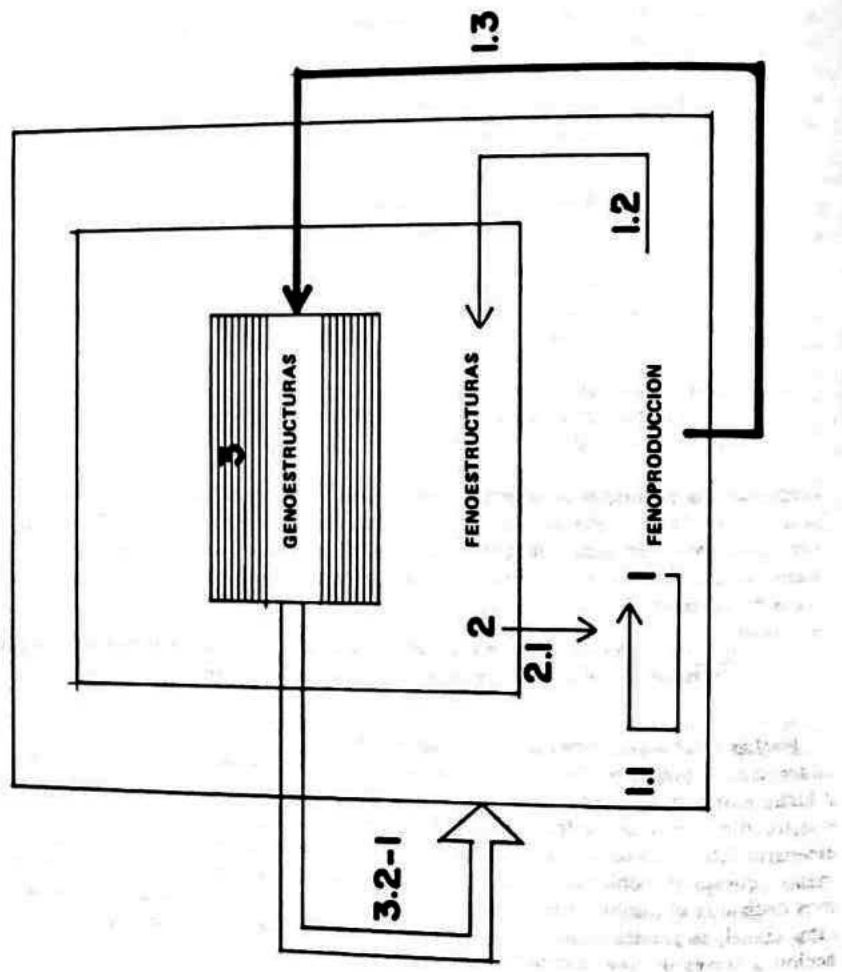 3
GENOESTRUCTURAS
3.2-1
2 FENOESTRUCTURAS
1.3
2.1
1.2
1.1
1 FENOPRODUCCION